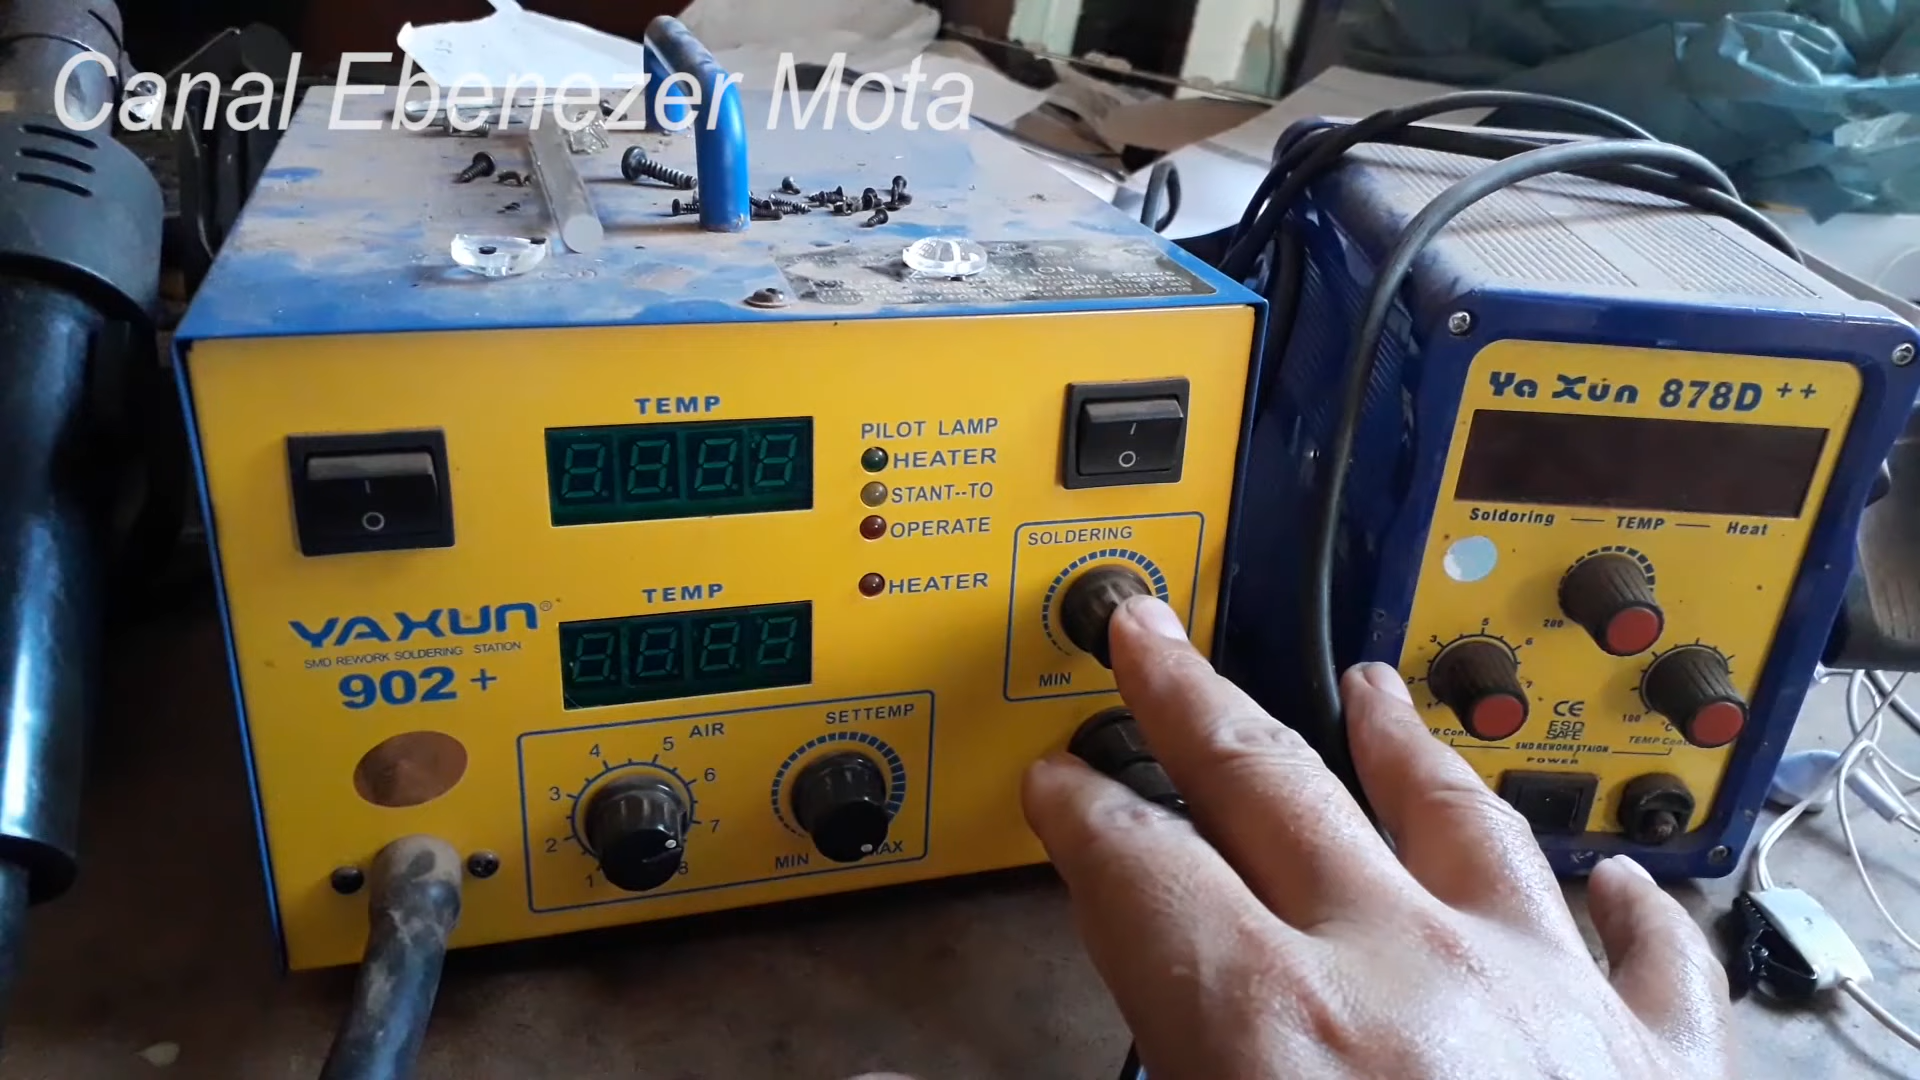 Canal Ebenezer Mota
TEMP
PILOT LAMP
HEATER
STANT--TO
OPERATE
HEATER
TEMP
YAXUN®
SMD REWORK SOLDERING STATION
902+
SOLDERING
MIN
AIR
1 2 3 4 5 6 7 8
SETTEMP
MIN
Ya Xun 878D++
Soldoring — TEMP — Heat
200
2 3 5 6 7
100
CE
ESD
SAFE
SMD REWORK STAION
POWER